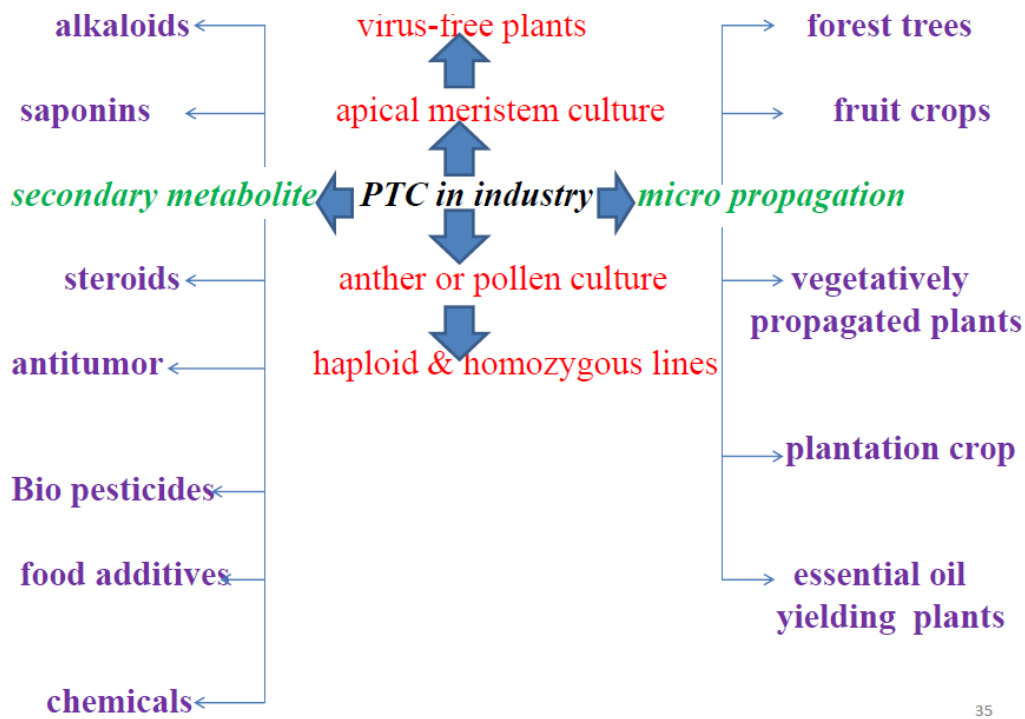 alkaloids
virus-free plants
forest trees
saponins
apical meristem culture
fruit crops
secondary metabolite
PTC in industry
micro propagation
steroids
anther or pollen culture
vegetatively
propagated plants
antitumor
haploid & homozygous lines
plantation crop
Bio pesticides
food additives
essential oil
yielding plants
chemicals
35